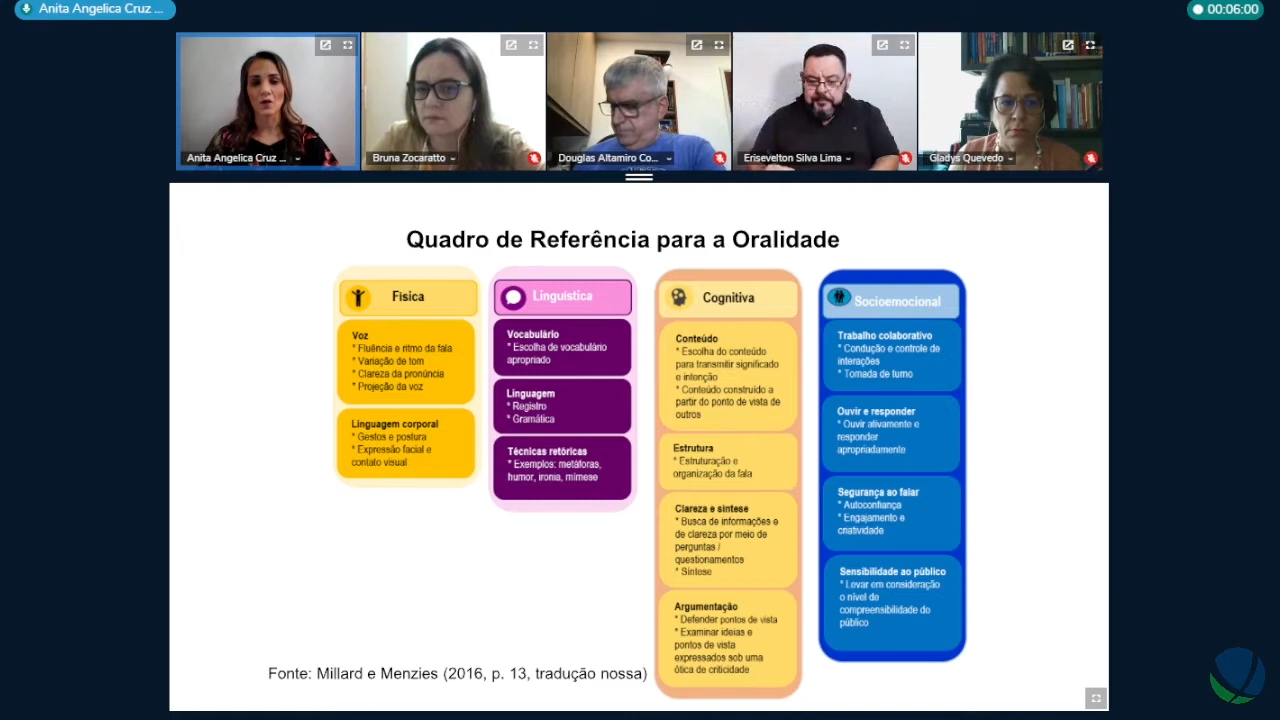 Anita Angelica Cruz ...
00:06:00
Anita Angelica Cruz ...
Bruna Zocaratto
Douglas Altamiro Co...
Erisevelton Silva Lima
Gladys Quevedo
Quadro de Referência para a Oralidade
Física
Voz
* Fluência e ritmo da fala
* Variação de tom
* Clareza da pronúncia
* Projeção da voz
Linguagem corporal
* Gestos e postura
* Expressão facial e
contato visual
Linguística
Vocabulário
* Escolha de vocabulário
apropriado
Linguagem
* Registro
* Gramática
Técnicas retóricas
* Exemplos: metáforas,
humor, ironia, mímese
Cognitiva
Conteúdo
* Escolha do conteúdo
para transmitir significado
e intenção
* Conteúdo construído a
partir do ponto de vista de
outros
Estrutura
* Estruturação e
organização da fala
Clareza e síntese
* Busca de informações e
de clareza por meio de
perguntas /
questionamentos
* Síntese
Argumentação
* Defender pontos de vista
* Examinar ideias e
pontos de vista
expressados sob uma
ótica de criticidade
Socioemocional
Trabalho colaborativo
* Condução e controle de
interações
* Tomada de turno
Ouvir e responder
* Ouvir ativamente e
responder
apropriadamente
Segurança ao falar
* Autoconfiança
* Engajamento e
criatividade
Sensibilidade ao público
* Levar em consideração
o nível de
compreensibilidade do
público
Fonte: Millard e Menzies (2016, p. 13, tradução nossa)